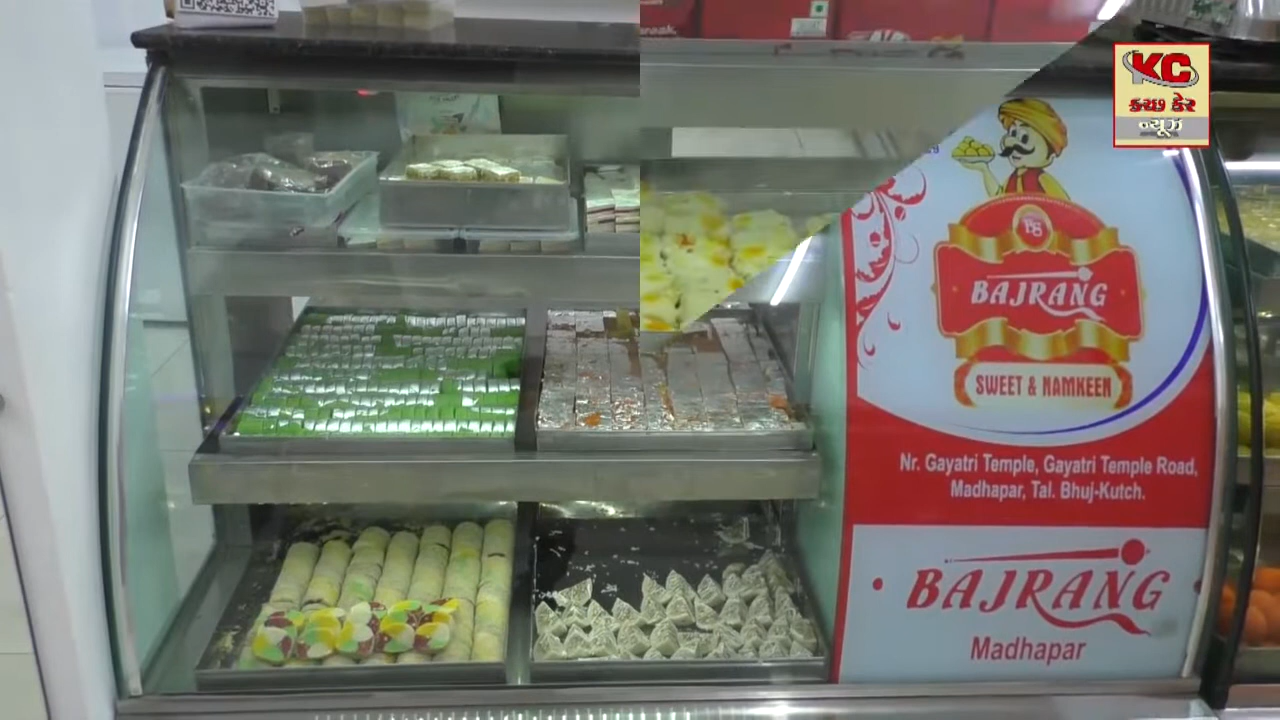 KC
કચ્છ કેર
ન્યૂઝ
BS
BAJRANG
SWEET & NAMKEEN
Nr. Gayatri Temple, Gayatri Temple Road,
Madhapar, Tal. Bhuj-Kutch.
BAJRANG
Madhapar